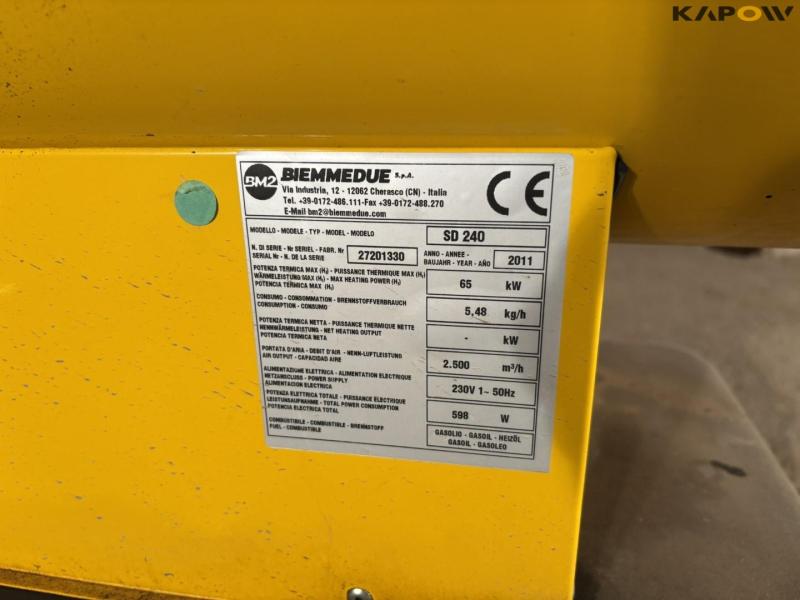 KAPOW
BM2 BIEMMEDUE S.p.A.
Via Industria, 12 - 12062 Cherasco (CN) - Italia
Tel. +39-0172-486.111-Fax +39-0172-488.270
E-Mail bm2@biemmedue.com
CE
MODELLO - MODELE - TYP - MODEL - MODELO SD 240
N. DI SERIE - Nr SERIEL - FABR. Nr
SERIAL Nr - N. DE LA SERIE 27201330
ANNO - ANNEE -
BAUJAHR - YEAR - AÑO 2011
POTENZA TERMICA MAX (Hi) - PUISSANCE THERMIQUE MAX (Hi)
WÄRMELEISTUNG MAX (Hi) - MAX HEATING POWER (Hi)
POTENCIA TERMICA MAX (Hi) 65 kW
CONSUMO - CONSOMMATION - BRENNSTOFFVERBRAUCH
CONSUMPTION - CONSUMO 5,48 kg/h
POTENZA TERMICA NETTA - PUISSANCE THERMIQUE NETTE
NENNWÄRMELEISTUNG - NET HEATING OUTPUT
POTENCIA TERMICA NETA - kW
PORTATA D'ARIA - DEBIT D'AIR - NENN-LUFTLEISTUNG
AIR OUTPUT - CAPACIDAD AIRE 2.500 m³/h
ALIMENTAZIONE ELETTRICA - ALIMENTATION ELECTRIQUE
NETZANSCLUSS - POWER SUPPLY
ALIMENTACION ELECTRICA 230V 1~ 50Hz
POTENZA ELETTRICA TOTALE - PUISSANCE ELECTRIQUE
LEISTUNGSAUFNAHME - TOTAL POWER CONSUMPTION
POTENCIA ELECTRICA TOTAL 598 W
COMBUSTIBILE - COMBUSTIBLE - BRENNSTOFF
FUEL - COMBUSTIBLE
GASOLIO - GASOIL - HEIZÖL
GASOIL - GASOLEO